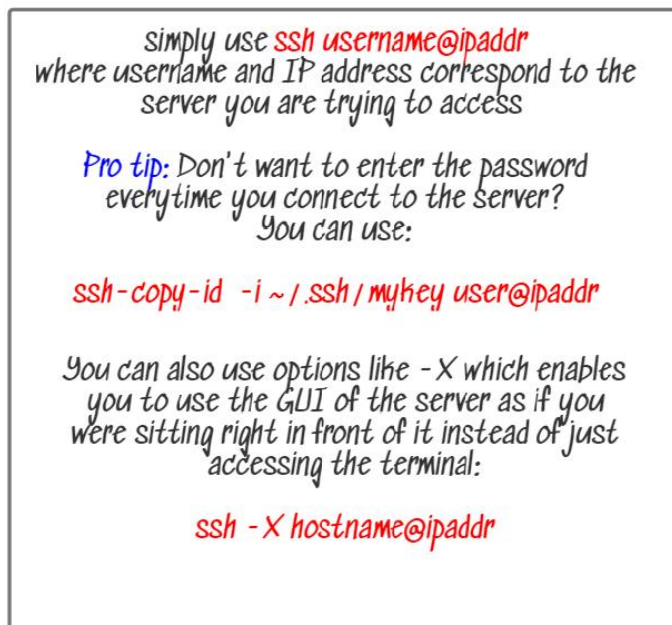 simply use ssh username@ipaddr
where username and IP address correspond to the
server you are trying to access
Pro tip: Don't want to enter the password
everytime you connect to the server?
You can use:
ssh-copy-id -i ~/.ssh/mykey user@ipaddr
You can also use options like -X which enables
you to use the GUI of the server as if you
were sitting right in front of it instead of just
accessing the terminal:
ssh -X hostname@ipaddr